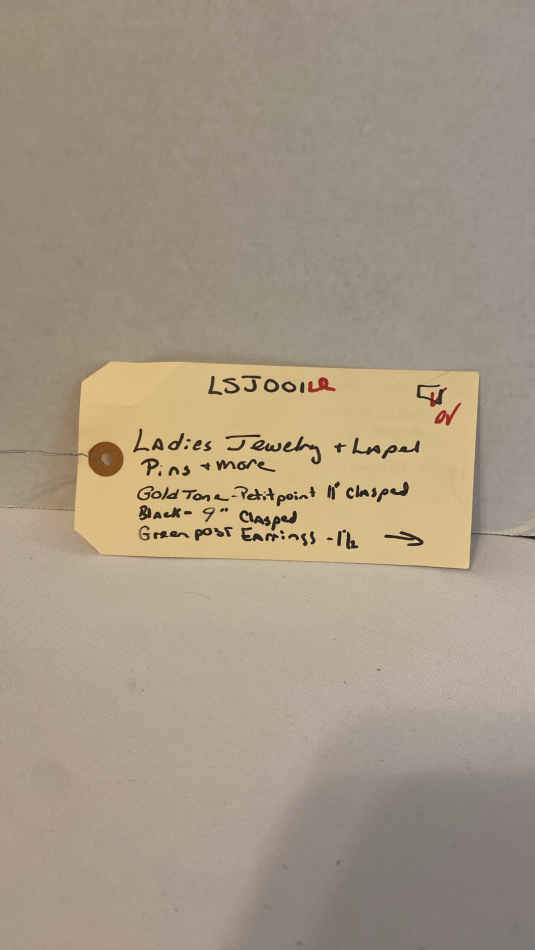 LSJ001
Ladies Jewelry + Lapel
Pins + more
Gold Tone - Petitpoint 11" clasped
Black - 9" Clasped
Green post Earrings - 1 1/2 →